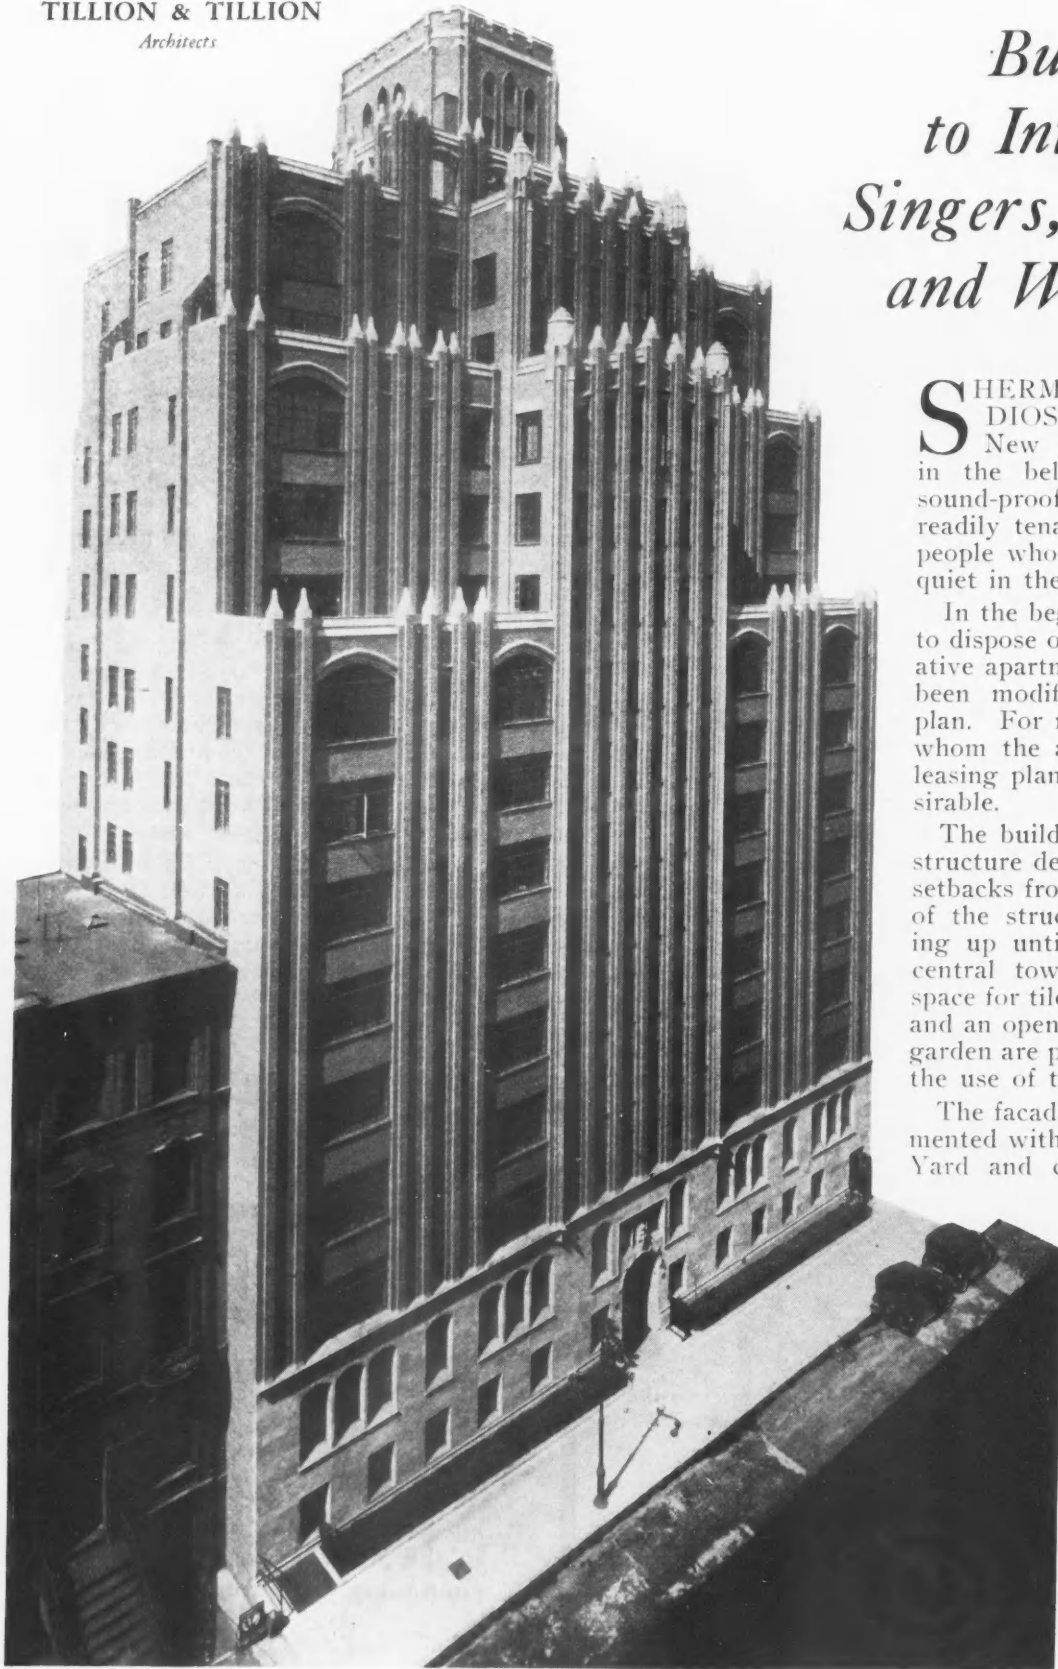 TILLION & TILLION
Architects
Bu
to In
Singers,
and W
SHERM
DIOS
New
in the bel
sound-proof
readily tena
people who
quiet in the
In the beg
to dispose o
ative apartn
been modif
plan. For
whom the a
leasing plan
sirable.
The build
structure de
setbacks fro
of the struc
ing up unti
central tow
space for tile
and an open
garden are p
the use of t
The facad
mented with
Yard and c